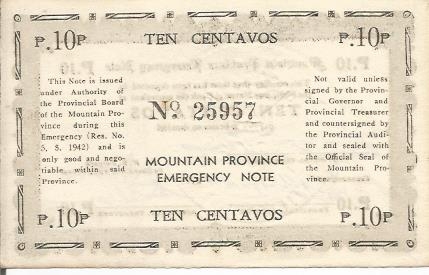 P.10P TEN CENTAVOS P.10P
This Note is issued
under Authority of
the Provincial Board
of the Mountain Pro-
vince during this
Emergency (Res. No.
5, S. 1942) and is
only good and nego-
tiable within said
Province.
No. 25957
MOUNTAIN PROVINCE
EMERGENCY NOTE
Not valid unless
signed by the Provin-
cial Governor and
Provincial Treasurer
and countersigned by
the Provincial Audi-
tor and sealed with
the Official Seal of
the Mountain Pro-
vince.
P.10P TEN CENTAVOS P.10P